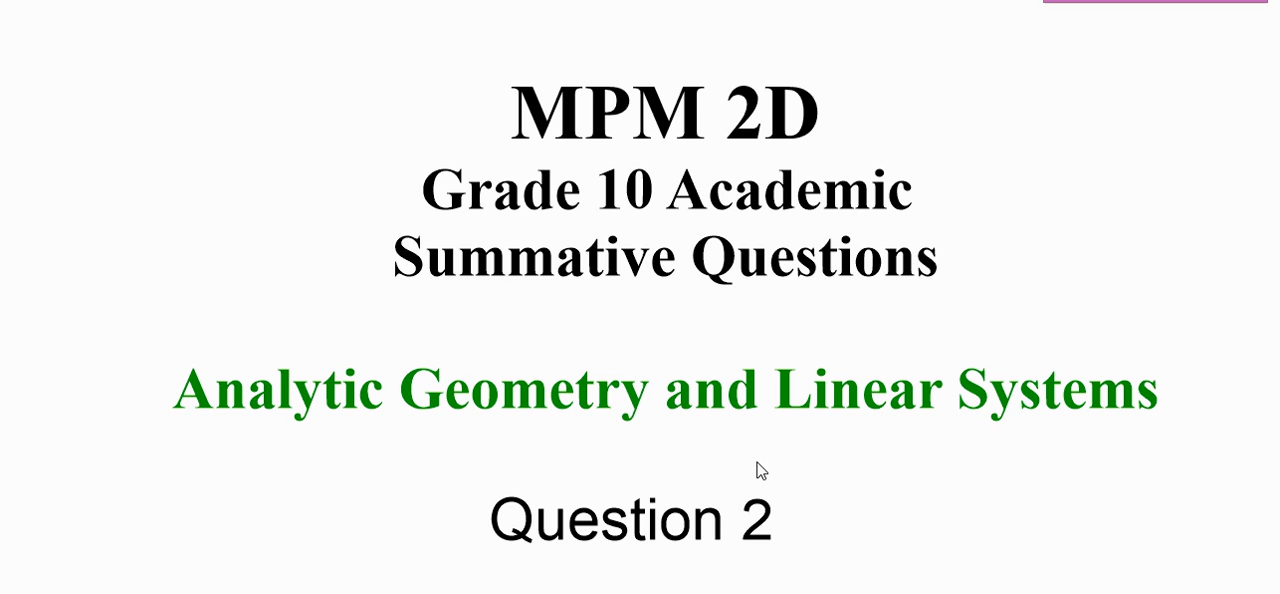 MPM 2D
Grade 10 Academic
Summative Questions
Analytic Geometry and Linear Systems
Question 2